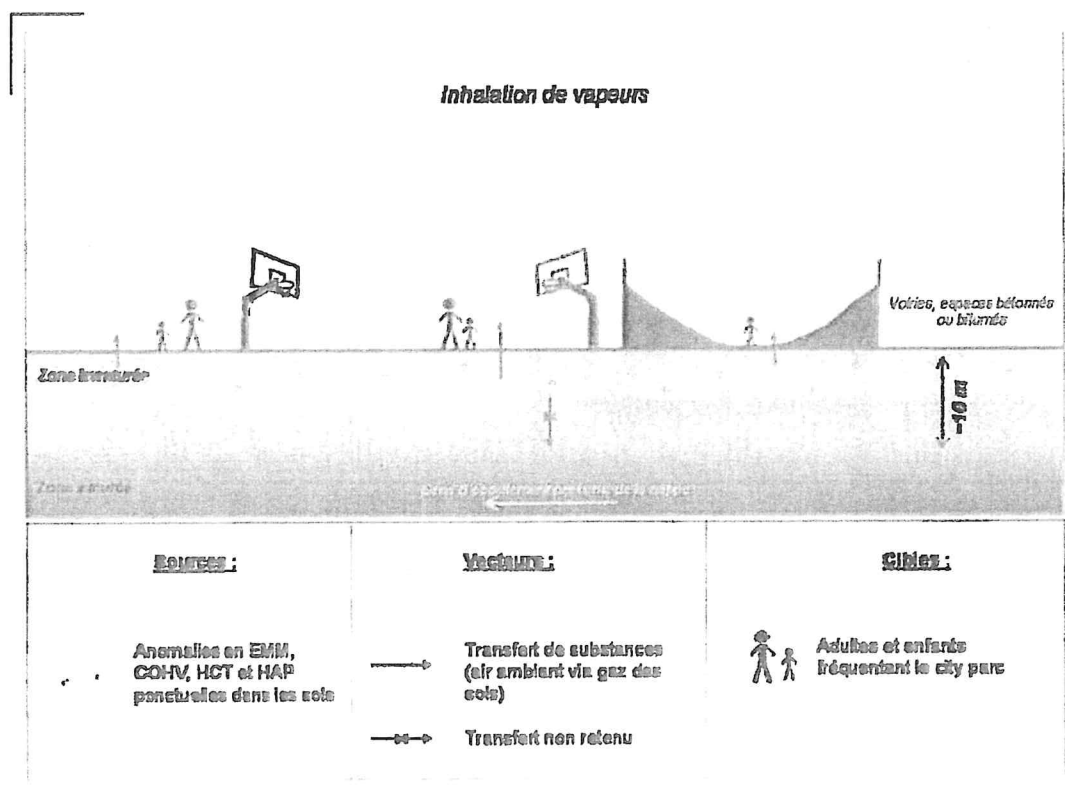 Inhalation de vapeurs
Voiries, espaces bétonnés
ou bitumés
Zone insaturée
~10 m
Zone saturée
Sources :
Vecteurs :
Cibles :
Anomalies en EMM,
COHV, HCT et HAP
ponctuelles dans les sols
Transfert de substances
(air ambiant via gaz des
sols)
Transfert non retenu
Adultes et enfants
fréquentant le city parc